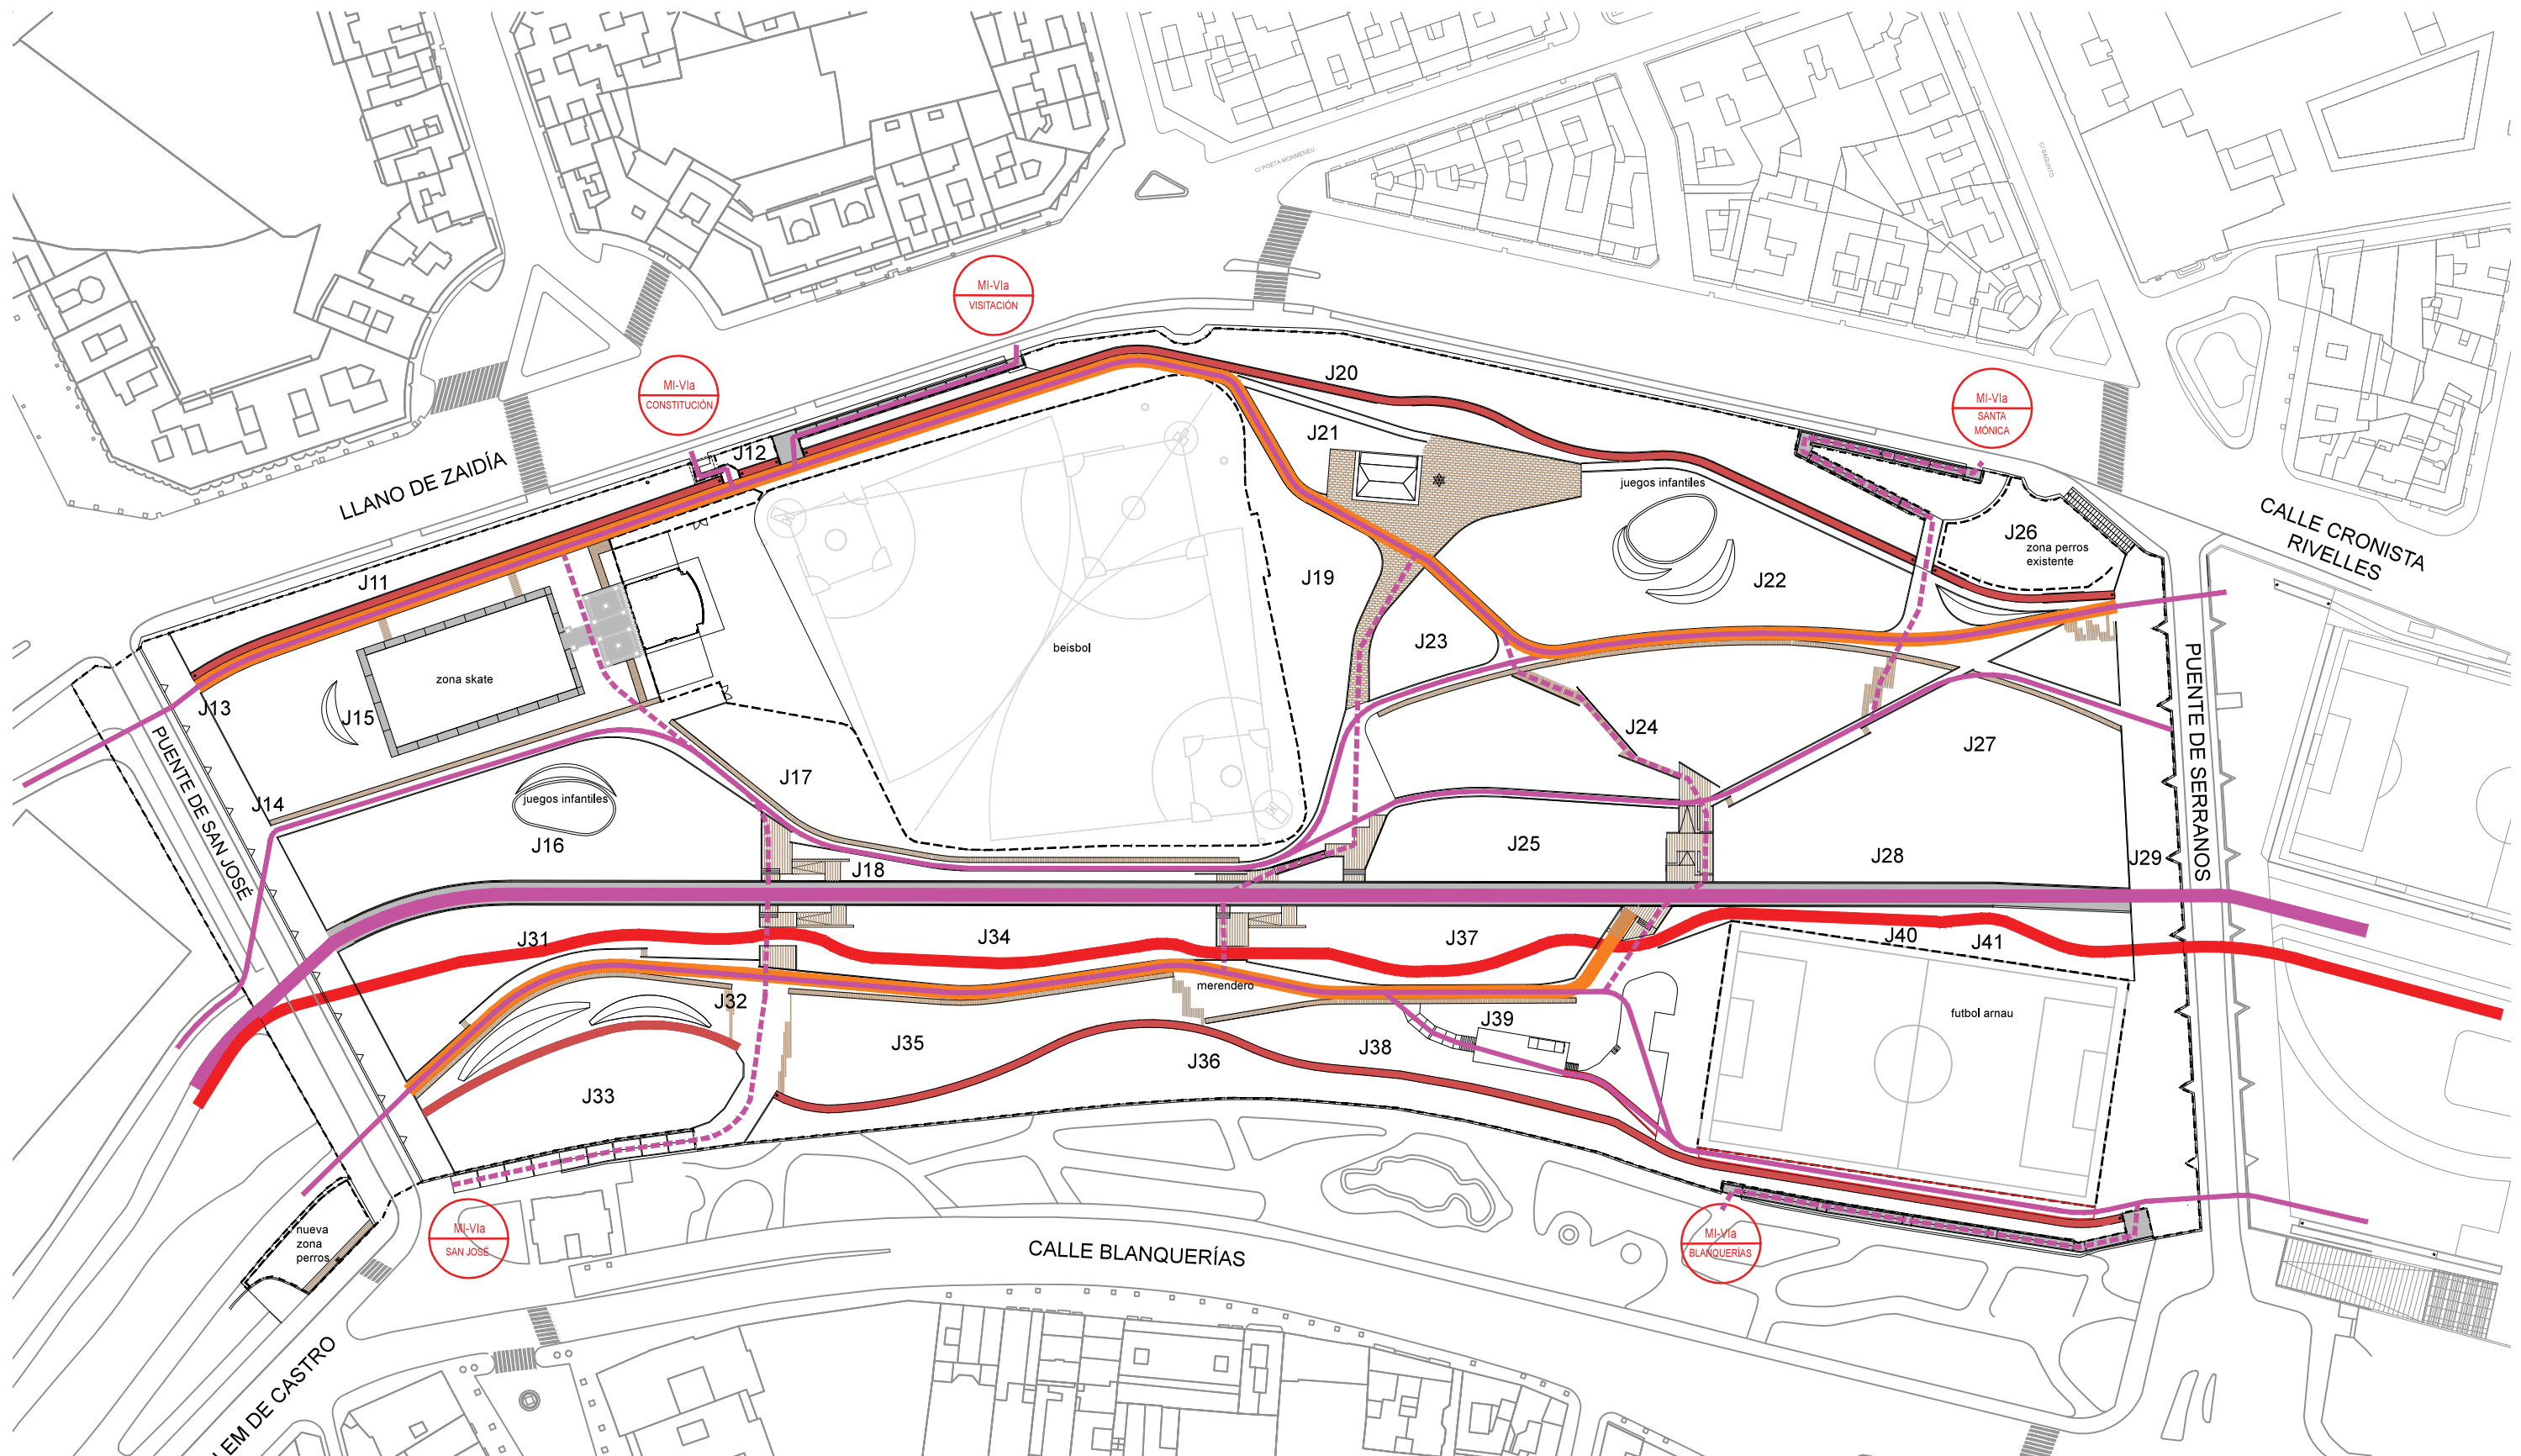 C/ POETA MONMENEU
C/ SAGUNTO
MI-VIa
VISITACIÓN
MI-VIa
CONSTITUCIÓN
MI-VIa
SANTA
MÓNICA
LLANO DE ZAIDÍA
CALLE CRONISTA
RIVELLES
J20
J21
J12
J11
J26
zona perros
existente
juegos infantiles
J19
J22
J23
beisbol
zona skate
J13
J15
J24
J27
J17
J14
juegos infantiles
J16
J18
J25
J28
J29
PUENTE DE SAN JOSÉ
PUENTE DE SERRANOS
J31
J34
J37
J40
J41
J32
merendero
J39
futbol arnau
J35
J36
J38
J33
nueva
zona
perros
MI-VIa
SAN JOSÉ
MI-VIa
BLANQUERÍAS
CALLE BLANQUERÍAS
LEM DE CASTRO